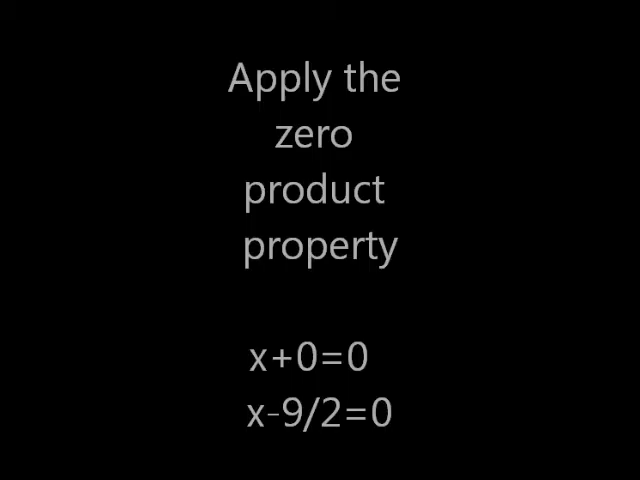 Apply the
zero
product
property
x+0=0
x-9/2=0